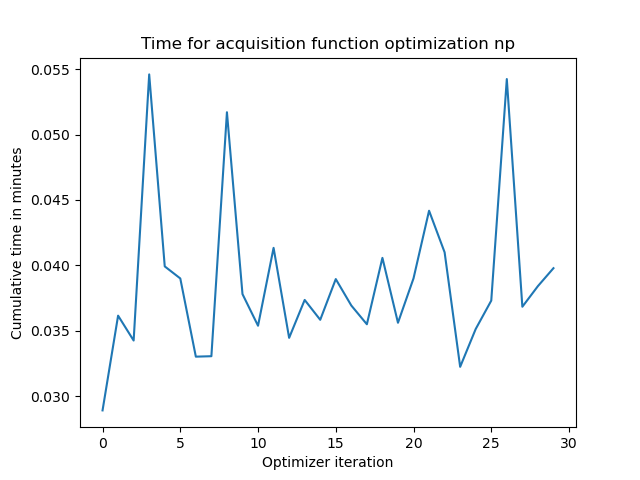 Time for acquisition function optimization np
Cumulative time in minutes
0.055
0.050
0.045
0.040
0.035
0.030
0 5 10 15 20 25 30
Optimizer iteration